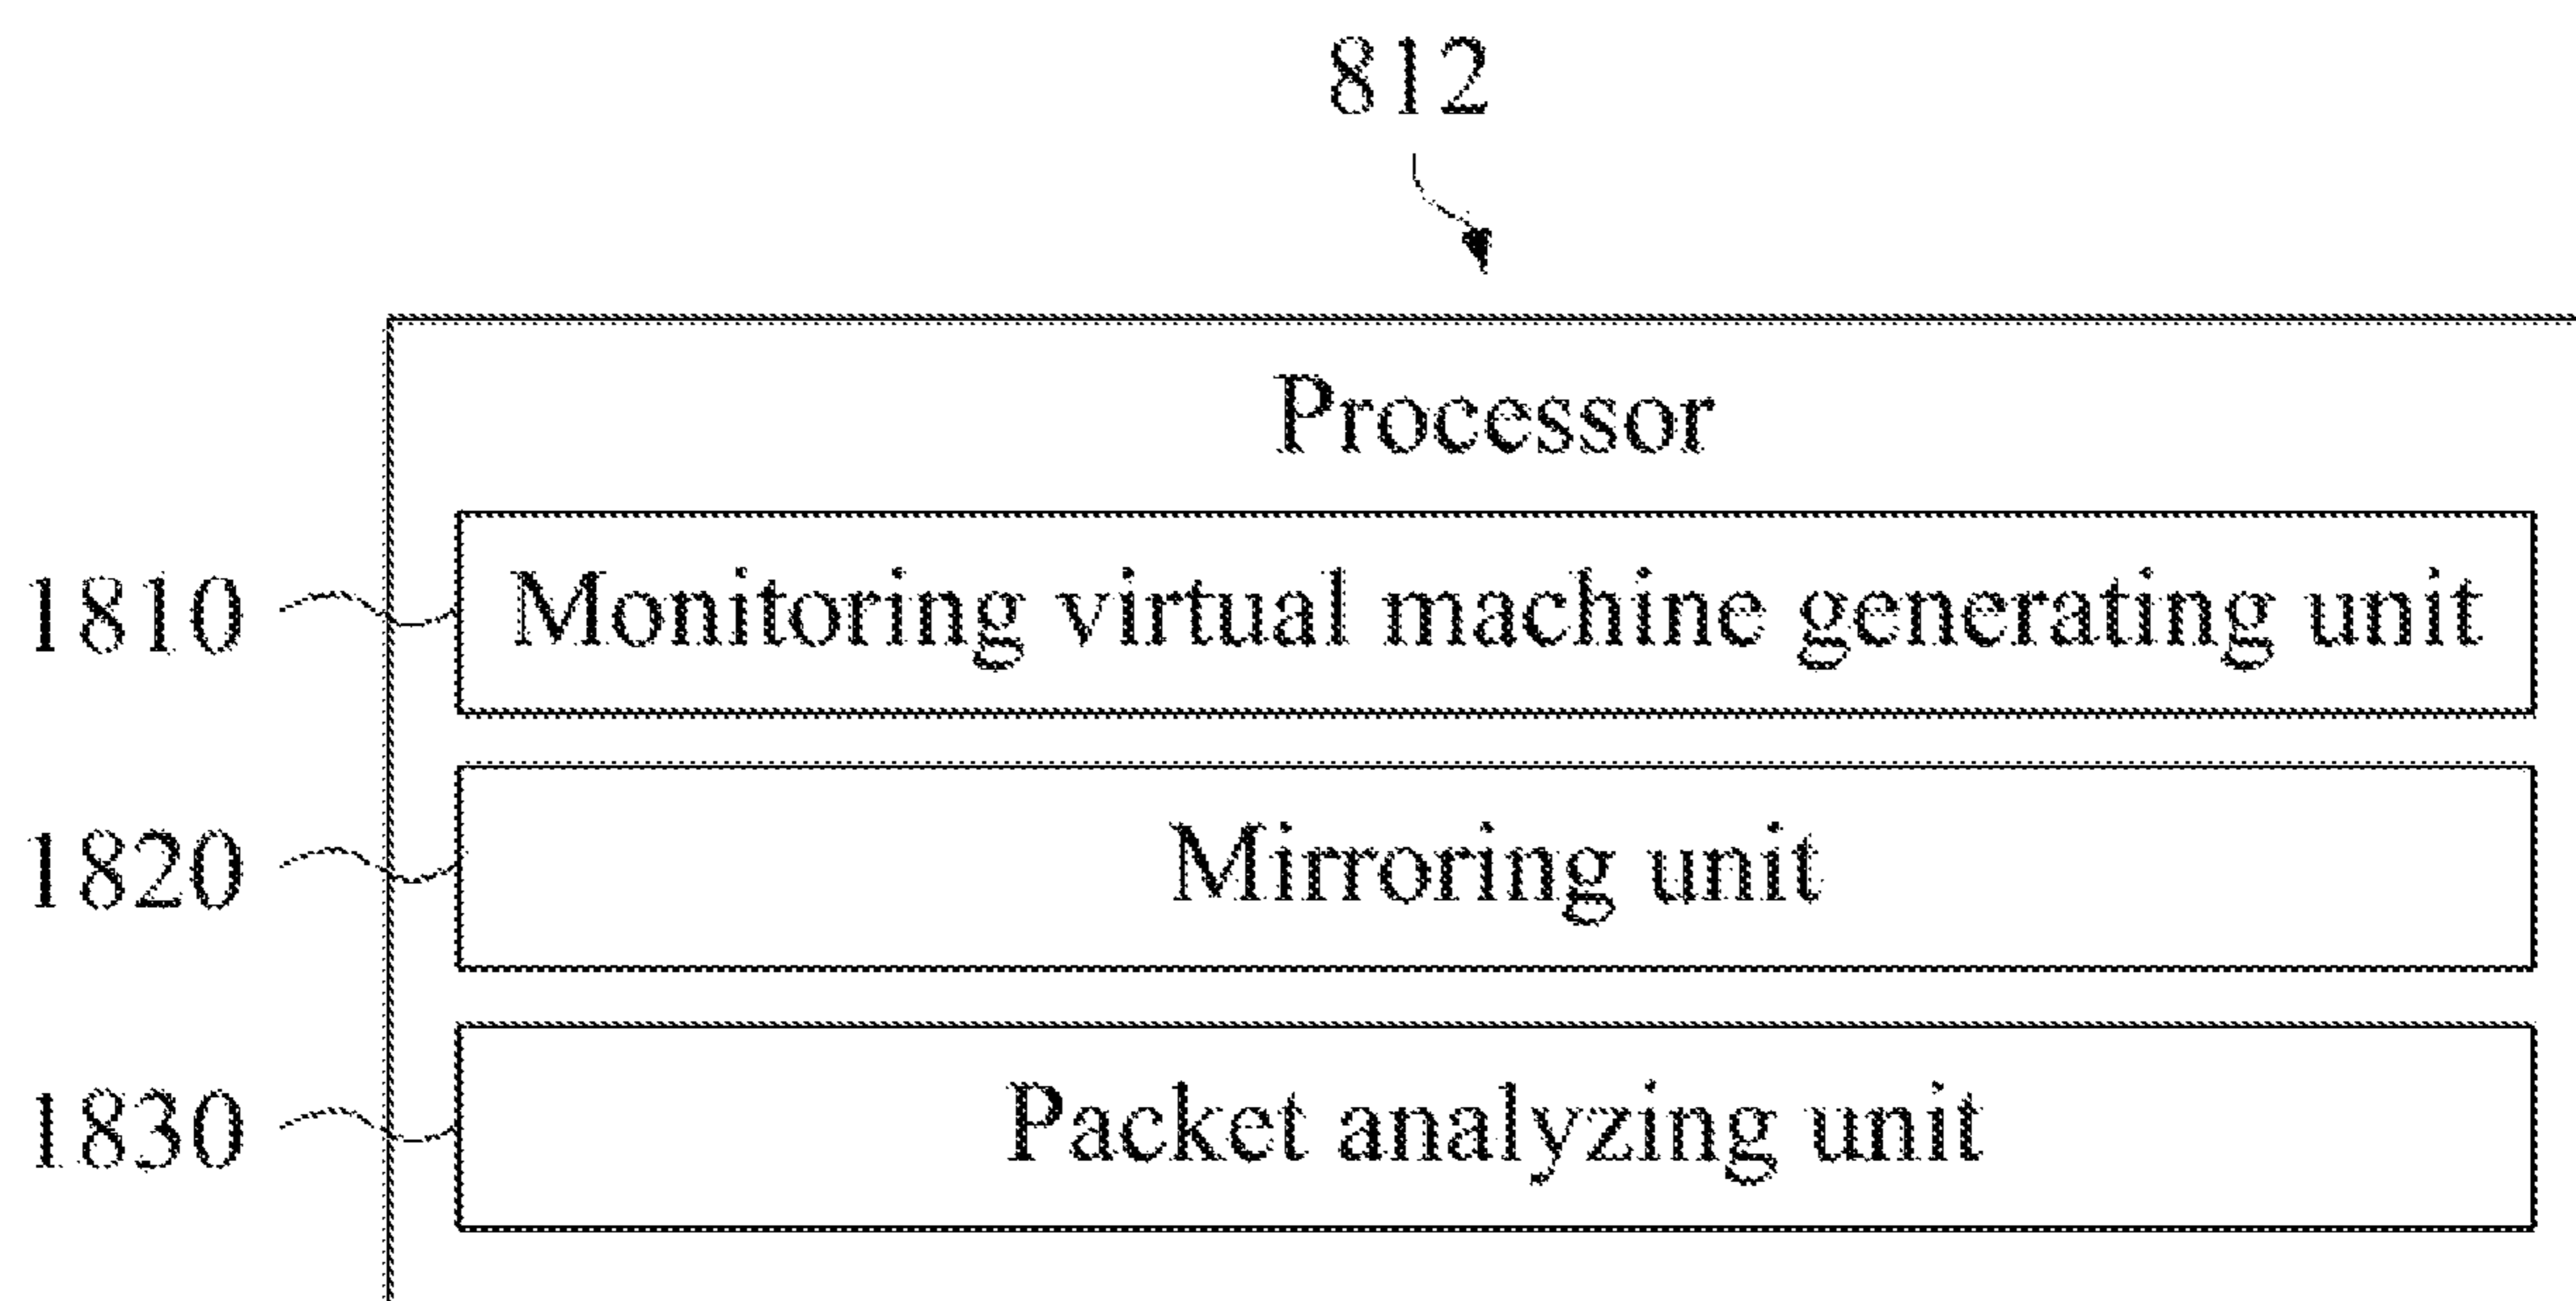 812
Processor
1810 Monitoring virtual machine generating unit
1820 Mirroring unit
1830 Packet analyzing unit